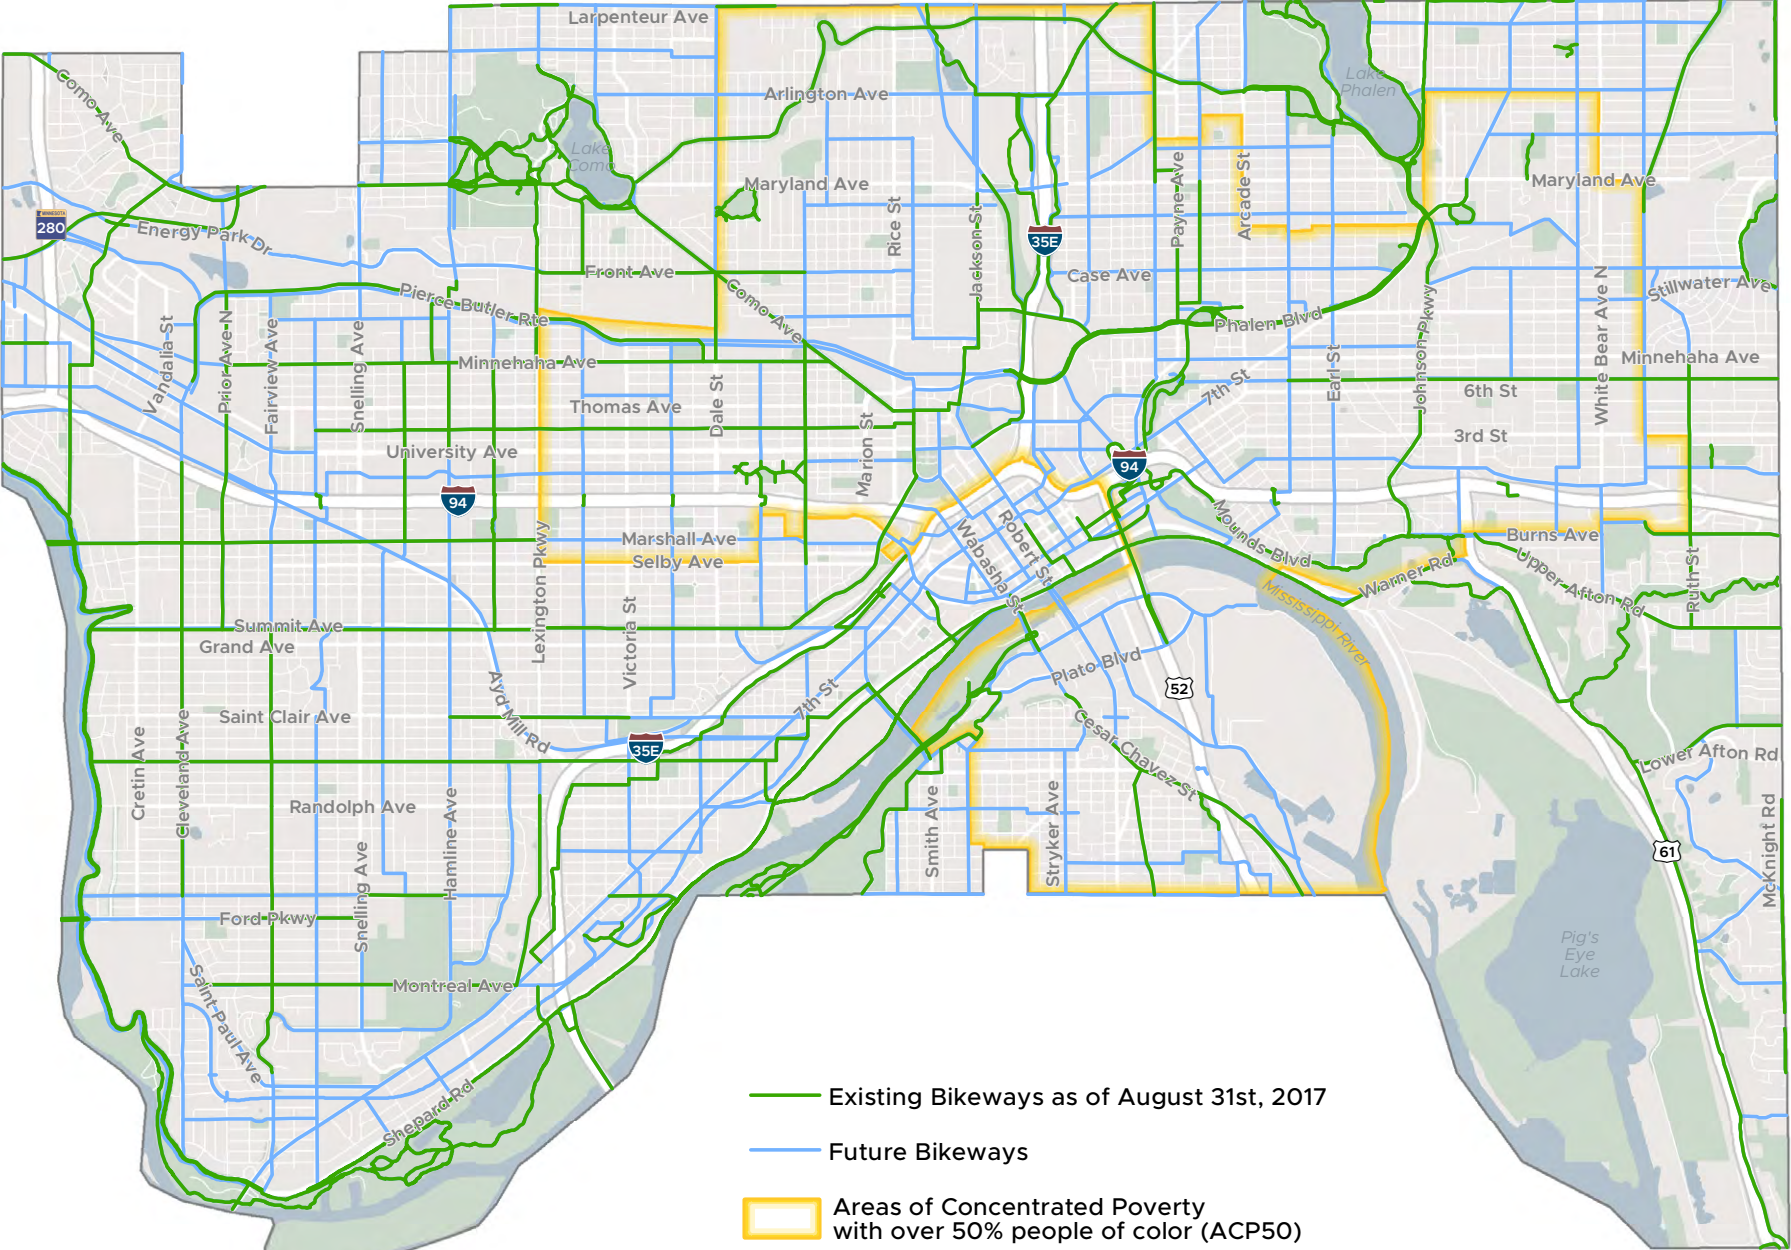 Larpenteur Ave
Como Ave
Arlington Ave
Lake
Phalen
Lake
Como
Maryland Ave
Maryland Ave
MINNESOTA
280
Energy Park Dr
Rice St
Jackson St
35E
Payne Ave
Arcade St
Front Ave
Case Ave
Como Ave
Pierce Butler Rte
Phalen Blvd
Johnson Pkwy
White Bear Ave N
Stillwater Ave
Vandalia St
Prior Ave N
Fairview Ave
Snelling Ave
Minnehaha Ave
Minnehaha Ave
Earl St
7th St
6th St
Thomas Ave
Dale St
Marion St
3rd St
University Ave
94
94
Lexington Pkwy
Marshall Ave
Selby Ave
Wabasha St
Robert St
Mounds Blvd
Burns Ave
Upper Afton Rd
Warner Rd
Ruth St
Mississippi River
Summit Ave
Grand Ave
Victoria St
Ayd Mill Rd
7th St
Plato Blvd
52
Saint Clair Ave
35E
Cesar Chavez St
Lower Afton Rd
Cretin Ave
Cleveland Ave
Randolph Ave
Hamline Ave
Smith Ave
Stryker Ave
McKnight Rd
61
Snelling Ave
Ford Pkwy
Pig's
Eye
Lake
Saint Paul Ave
Montreal Ave
Shepard Rd
Existing Bikeways as of August 31st, 2017
Future Bikeways
Areas of Concentrated Poverty
with over 50% people of color (ACP50)